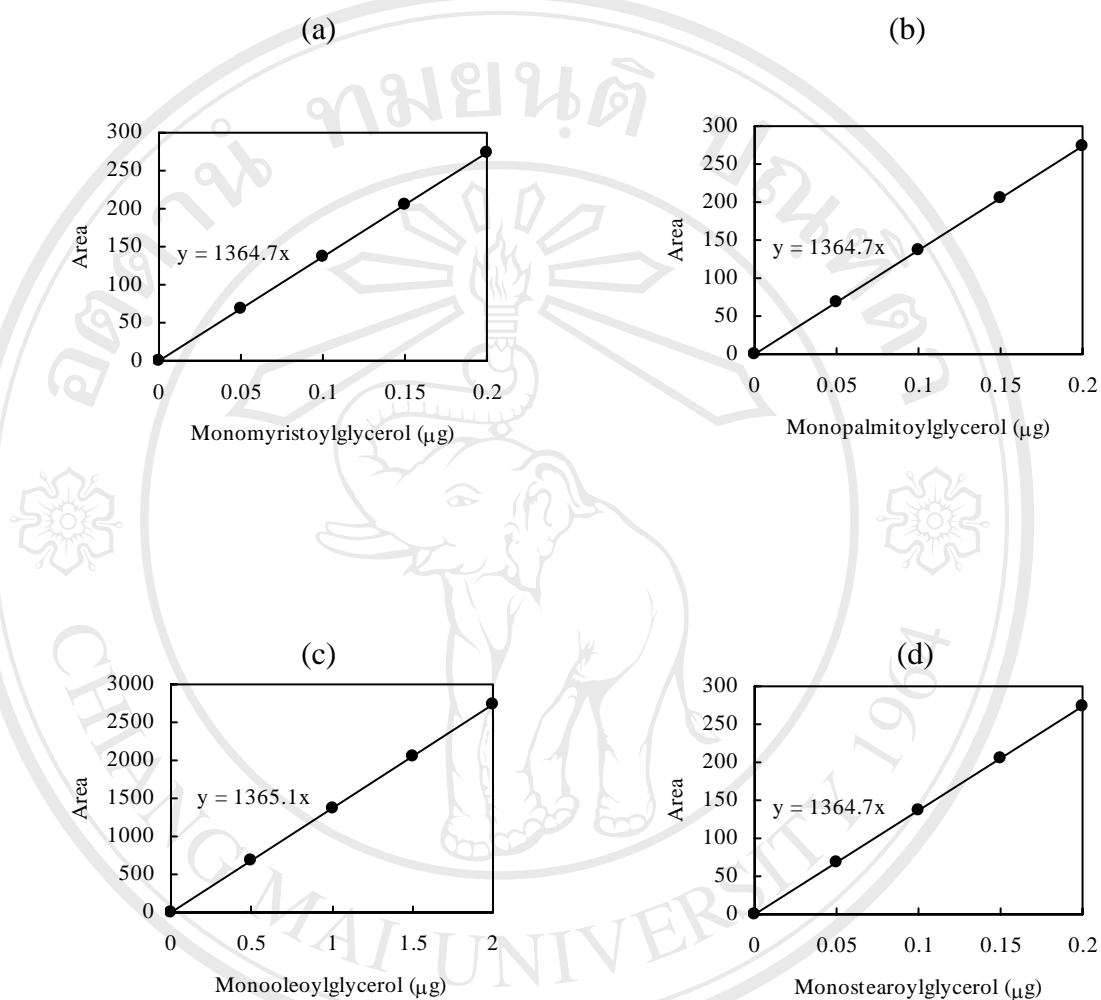 (a)
300
250
200
150
100
50
0
Area
y = 1364.7x
0 0.05 0.1 0.15 0.2
Monomyristoylglycerol (μg)
(b)
300
250
200
150
100
50
0
Area
y = 1364.7x
0 0.05 0.1 0.15 0.2
Monopalmitoylglycerol (μg)
(c)
3000
2500
2000
1500
1000
500
0
Area
y = 1365.1x
0 0.5 1 1.5 2
Monooleoylglycerol (μg)
(d)
300
250
200
150
100
50
0
Area
y = 1364.7x
0 0.05 0.1 0.15 0.2
Monostearoylglycerol (μg)
CHIANG MAI UNIVERSITY 1964